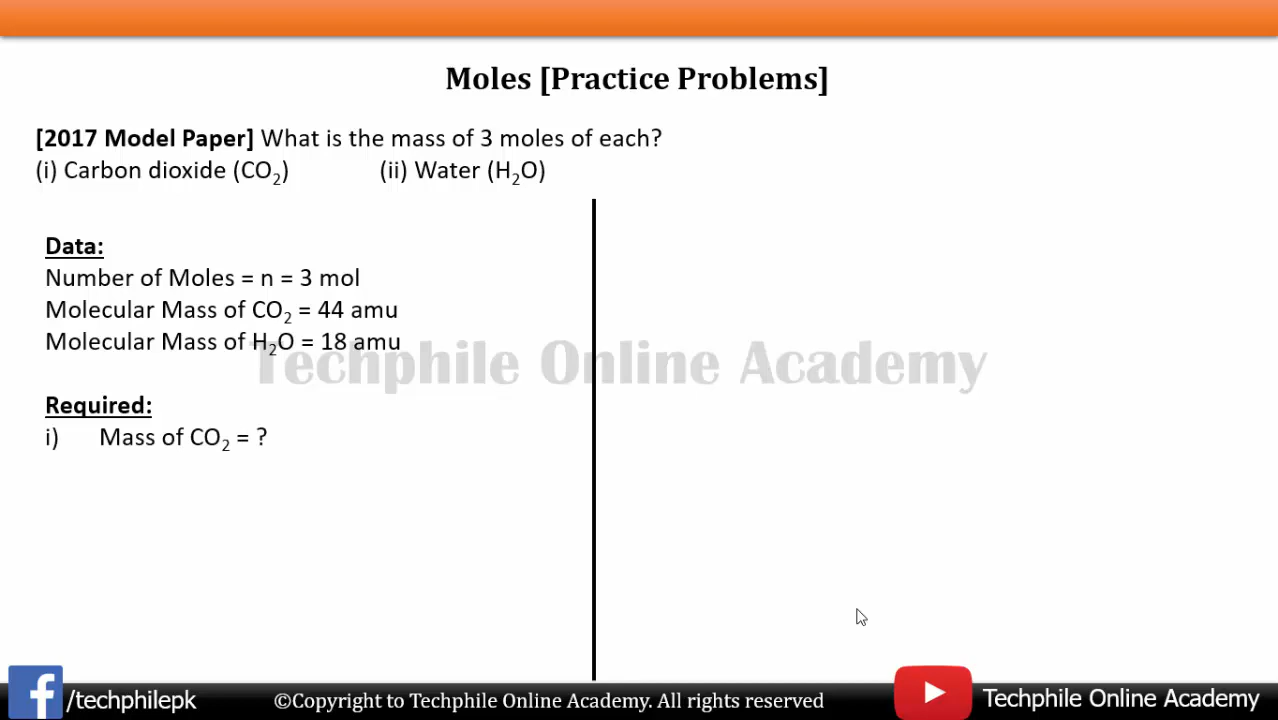 Moles [Practice Problems]
[2017 Model Paper] What is the mass of 3 moles of each?
(i) Carbon dioxide (CO₂) (ii) Water (H₂O)
Data:
Number of Moles = n = 3 mol
Molecular Mass of CO₂ = 44 amu
Molecular Mass of H₂O = 18 amu
Techphile Online Academy
Required:
i) Mass of CO₂ = ?
/techphilepk
©Copyright to Techphile Online Academy. All rights reserved
Techphile Online Academy